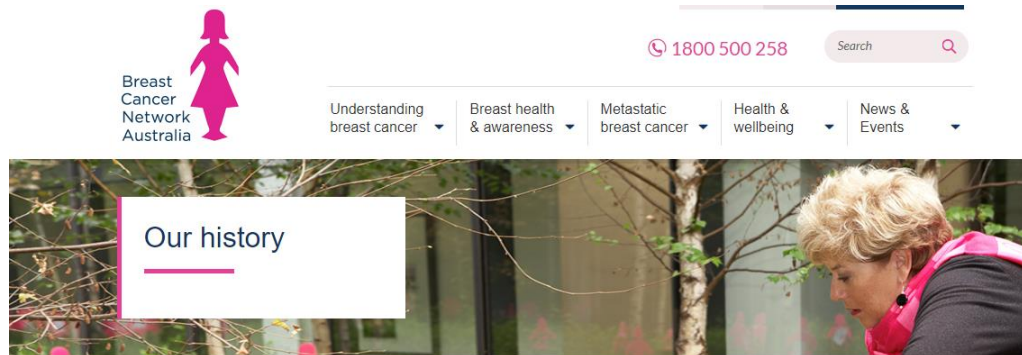 Breast
Cancer
Network
Australia
1800 500 258
Search
Understanding
breast cancer
Breast health
& awareness
Metastatic
breast cancer
Health &
wellbeing
News &
Events
Our history